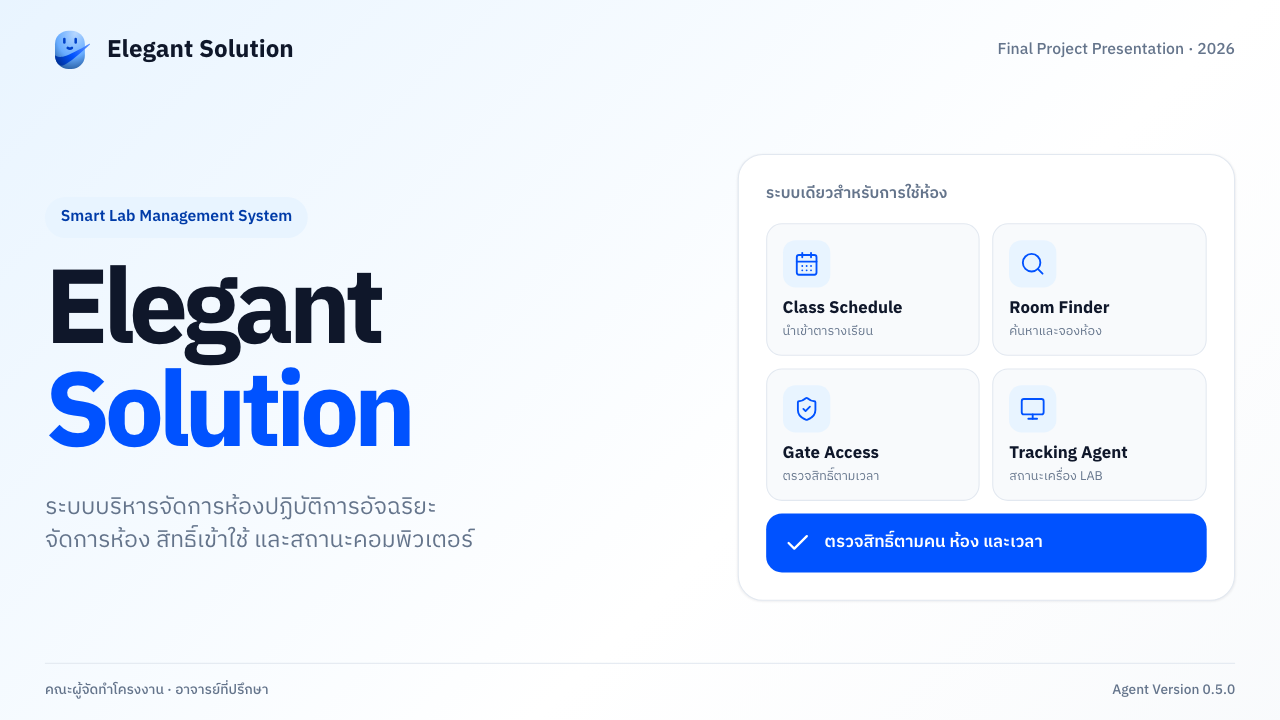 Elegant Solution
Final Project Presentation · 2026
Smart Lab Management System
Elegant
Solution
ระบบบริหารจัดการห้องปฏิบัติการอัจฉริยะ
จัดการห้อง สิทธิ์เข้าใช้ และสถานะคอมพิวเตอร์
ระบบเดียวสำหรับการใช้ห้อง
Class Schedule
นำเข้าตารางเรียน
Room Finder
ค้นหาและจองห้อง
Gate Access
ตรวจสิทธิ์ตามเวลา
Tracking Agent
สถานะเครื่อง LAB
ตรวจสิทธิ์ตามคน ห้อง และเวลา
คณะผู้จัดทำโครงงาน · อาจารย์ที่ปรึกษา
Agent Version 0.5.0